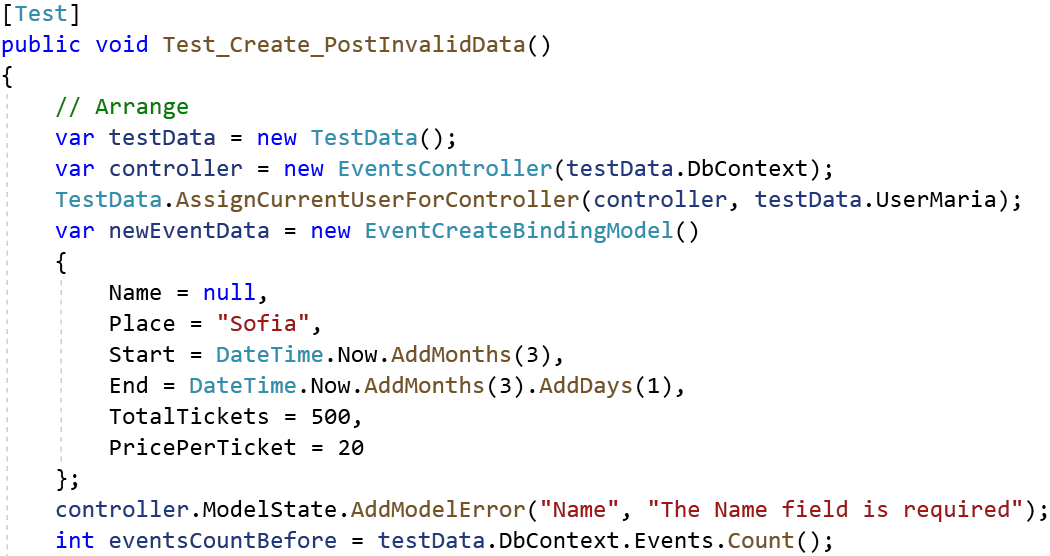 [Test]
public void Test_Create_PostInvalidData()
{
    // Arrange
    var testData = new TestData();
    var controller = new EventsController(testData.DbContext);
    TestData.AssignCurrentUserForController(controller, testData.UserMaria);
    var newEventData = new EventCreateBindingModel()
    {
        Name = null,
        Place = "Sofia",
        Start = DateTime.Now.AddMonths(3),
        End = DateTime.Now.AddMonths(3).AddDays(1),
        TotalTickets = 500,
        PricePerTicket = 20
    };
    controller.ModelState.AddModelError("Name", "The Name field is required");
    int eventsCountBefore = testData.DbContext.Events.Count();